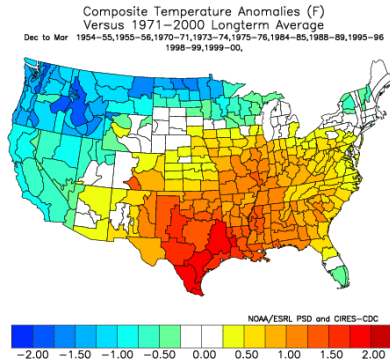 Composite Temperature Anomalies (F)
Versus 1971-2000 Longterm Average
Dec to Mar 1954-55,1955-56,1970-71,1973-74,1975-76,1984-85,1988-89,1995-96
1998-99,1999-00,
NOAA/ESRL PSD and CIRES-CDC
-2.00 -1.50 -1.00 -0.50 0.00 0.50 1.00 1.50 2.00